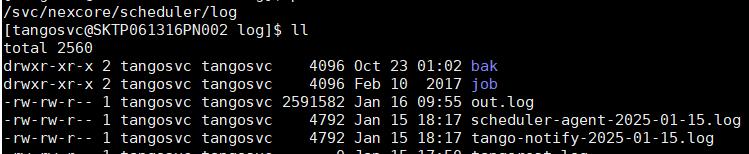 /svc/nexcore/scheduler/log
[tangosvc@SKTP061316PN002 log]$ ll
total 2560
drwxr-xr-x 2 tangosvc tangosvc    4096 Oct 23 01:02 bak
drwxr-xr-x 2 tangosvc tangosvc    4096 Feb 10  2017 job
-rw-rw-r-- 1 tangosvc tangosvc 2591582 Jan 16 09:55 out.log
-rw-rw-r-- 1 tangosvc tangosvc    4792 Jan 15 18:17 scheduler-agent-2025-01-15.log
-rw-rw-r-- 1 tangosvc tangosvc    4792 Jan 15 18:17 tango-notify-2025-01-15.log